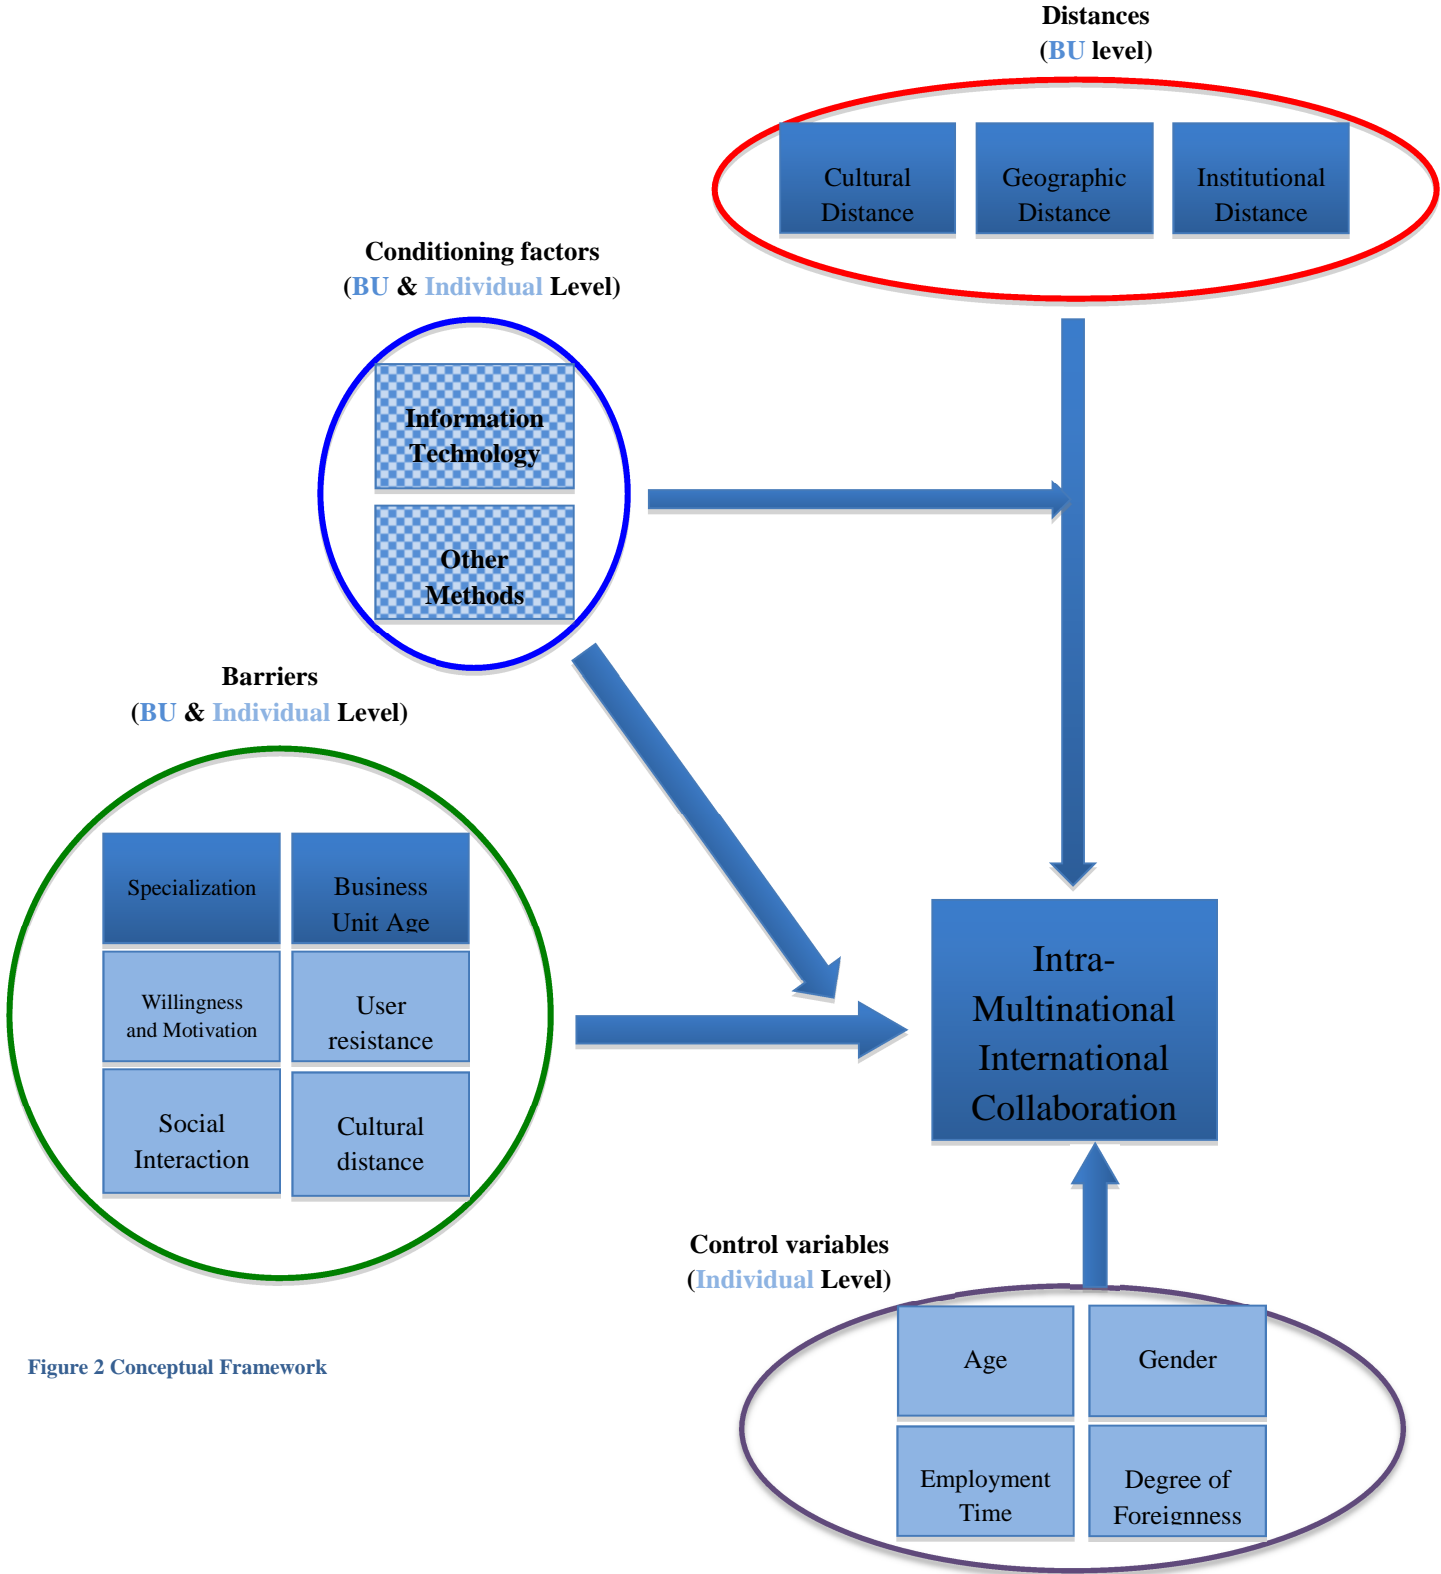 Distances
(BU level)
Cultural
Distance
Geographic
Distance
Institutional
Distance
Conditioning factors
(BU & Individual Level)
Information
Technology
Other
Methods
Barriers
(BU & Individual Level)
Specialization
Business
Unit Age
Willingness
and Motivation
User
resistance
Social
Interaction
Cultural
distance
Intra-
Multinational
International
Collaboration
Control variables
(Individual Level)
Age
Gender
Employment
Time
Degree of
Foreignness
Figure 2 Conceptual Framework